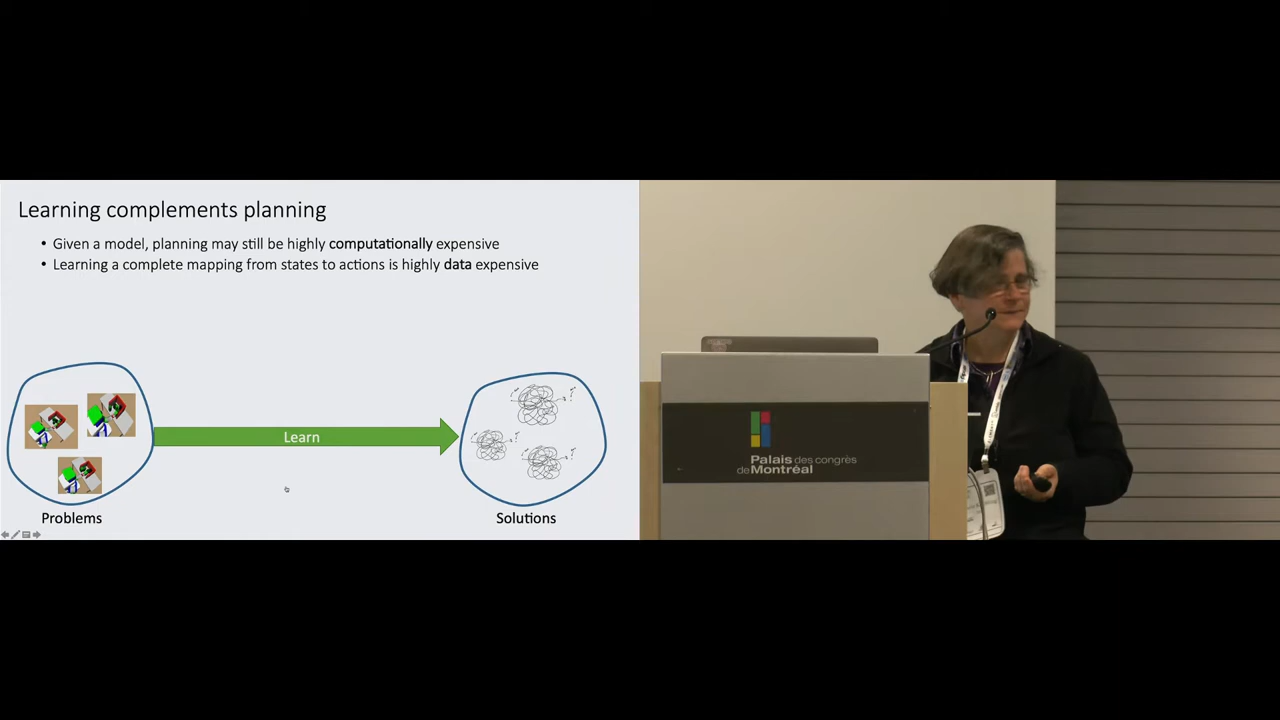 Learning complements planning
• Given a model, planning may still be highly computationally expensive
• Learning a complete mapping from states to actions is highly data expensive
Learn
Problems
Solutions
Palais des congrès
de Montréal